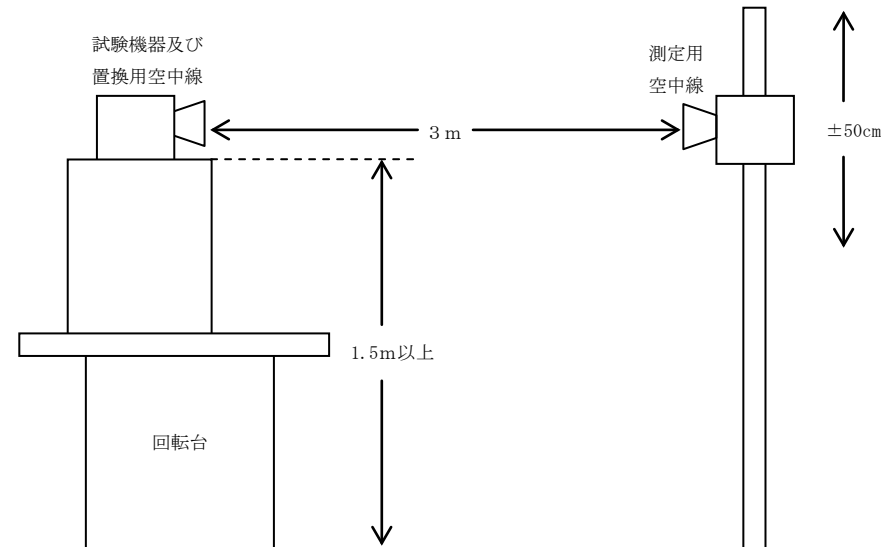 試験機器及び
置換用空中線
測定用
空中線
３ｍ
±50cm
1.5m以上
回転台